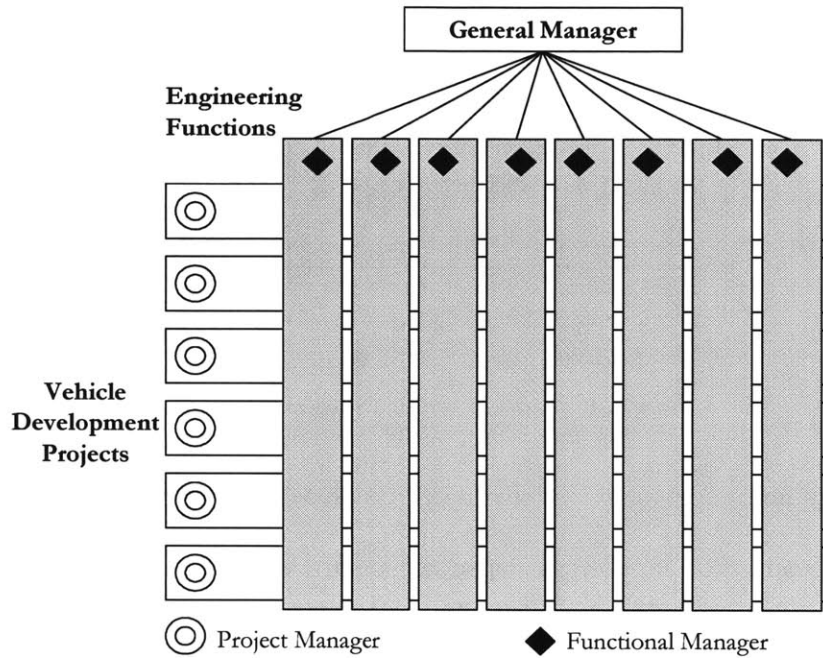 General Manager
Engineering
Functions
Vehicle
Development
Projects
Project Manager
Functional Manager